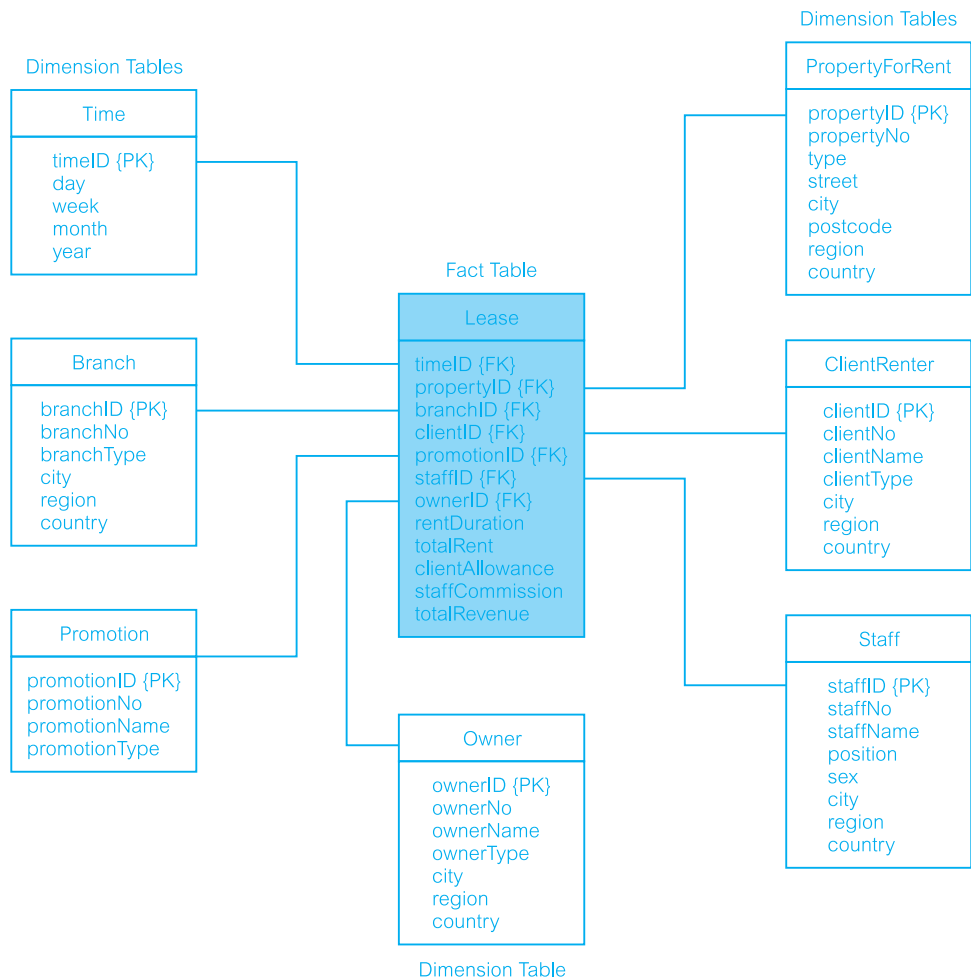 Dimension Tables
Time
timeID {PK}
day
week
month
year
Branch
branchID {PK}
branchNo
branchType
city
region
country
Promotion
promotionID {PK}
promotionNo
promotionName
promotionType
Fact Table
Lease
timeID {FK}
propertyID {FK}
branchID {FK}
clientID {FK}
promotionID {FK}
staffID {FK}
ownerID {FK}
rentDuration
totalRent
clientAllowance
staffCommission
totalRevenue
Owner
ownerID {PK}
ownerNo
ownerName
ownerType
city
region
country
Dimension Table
Dimension Tables
PropertyForRent
propertyID {PK}
propertyNo
type
street
city
postcode
region
country
ClientRenter
clientID {PK}
clientNo
clientName
clientType
city
region
country
Staff
staffID {PK}
staffNo
staffName
position
sex
city
region
country